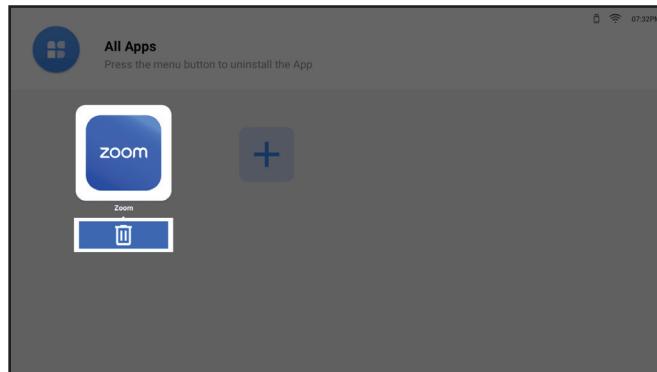 07:32PM
All Apps
Press the menu button to uninstall the App
zoom
Zoom